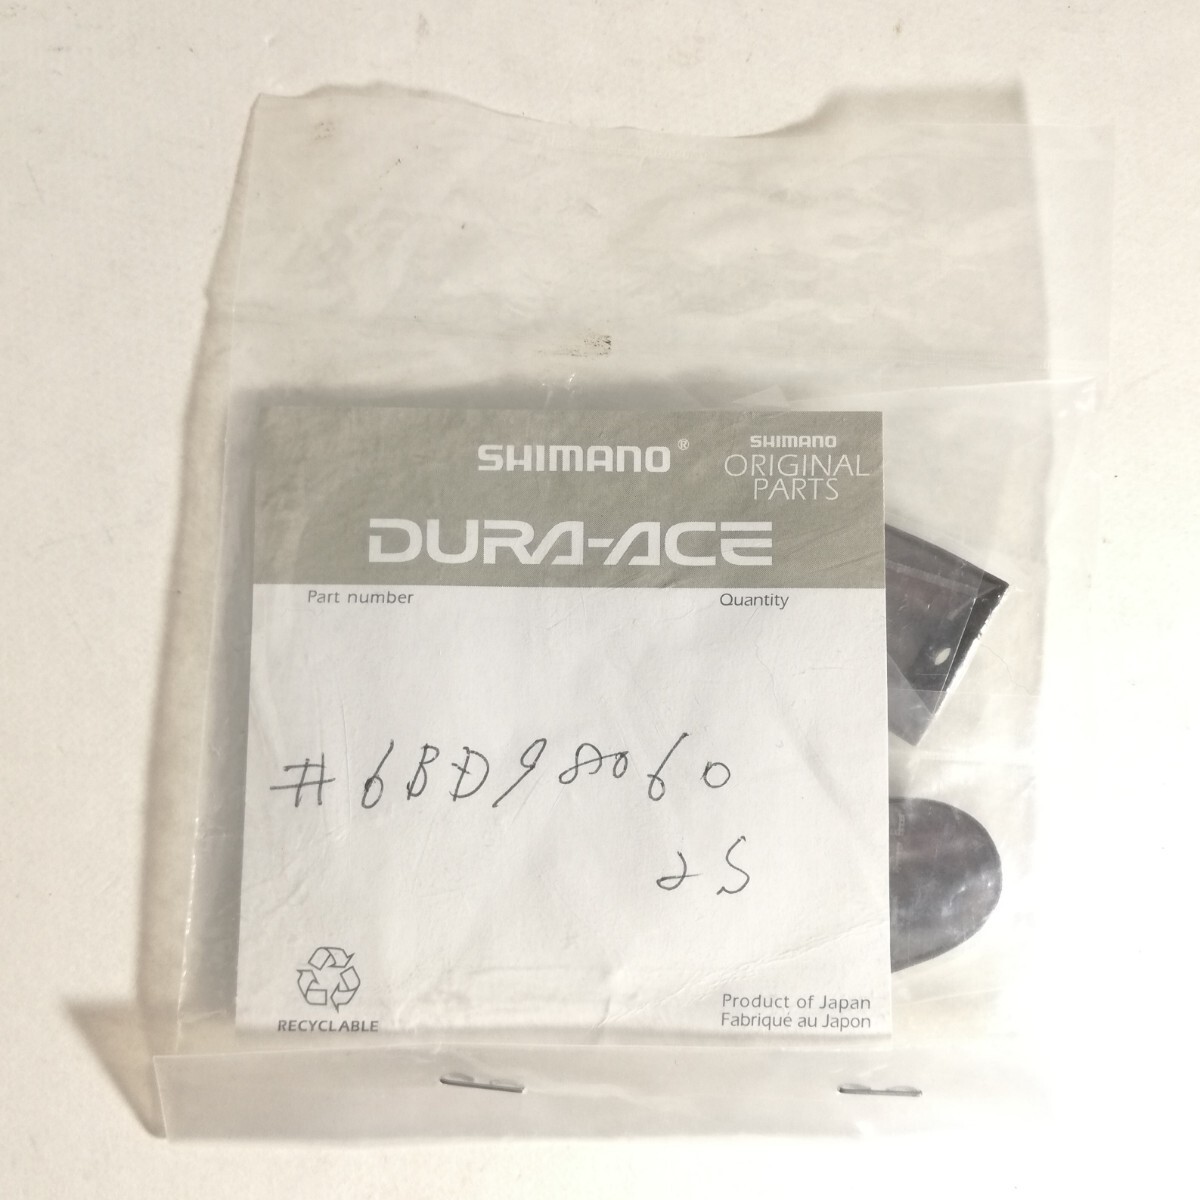 SHIMANO®
DURA-ACE
SHIMANO
ORIGINAL
PARTS
Part number
Quantity
#6BD98060
2S
RECYCLABLE
Product of Japan
Fabriqué au Japon